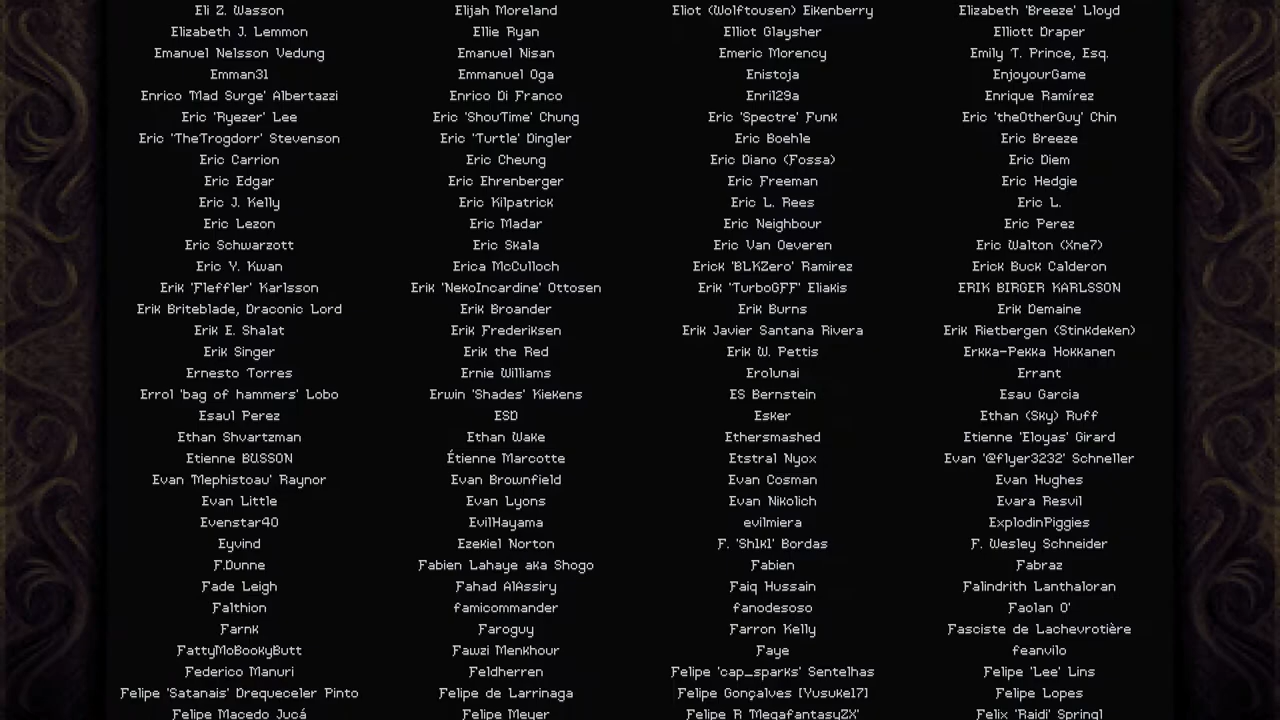 Eli Z. Wasson Elijah Moreland Eliot (Wolftousen) Eikenberry Elizabeth 'Breeze' Lloyd
Elizabeth J. Lemmon Ellie Ryan Elliot Glaysher Elliott Draper
Emanuel Nelsson Vedung Emanuel Nisan Emeric Morency Emily T. Prince, Esq.
Emman31 Emmanuel Oga Enistoja EnjoyourGame
Enrico 'Mad Surge' Albertazzi Enrico Di Franco Enri129a Enrique Ramírez
Eric 'Ryezer' Lee Eric 'ShouTime' Chung Eric 'Spectre' Funk Eric 'theOtherGuy' Chin
Eric 'TheTrogdorr' Stevenson Eric 'Turtle' Dingler Eric Boehle Eric Breeze
Eric Carrion Eric Cheung Eric Diano (Fossa) Eric Diem
Eric Edgar Eric Ehrenberger Eric Freeman Eric Hedgie
Eric J. Kelly Eric Kilpatrick Eric L. Rees Eric L.
Eric Lezon Eric Madar Eric Neighbour Eric Perez
Eric Schwarzott Eric Skala Eric Van Oeveren Eric Walton (Xne7)
Eric Y. Kwan Erica McCulloch Erick 'BLKZero' Ramirez Erick Buck Calderon
Erik 'Fleffler' Karlsson Erik 'NekoIncardine' Ottosen Erik 'TurboGFF' Eliakis ERIK BIRGER KARLSSON
Erik Briteblade, Draconic Lord Erik Broander Erik Burns Erik Demaine
Erik E. Shalat Erik Frederiksen Erik Javier Santana Rivera Erik Rietbergen (Stinkdeken)
Erik Singer Erik the Red Erik W. Pettis Erkka-Pekka Hokkanen
Ernesto Torres Ernie Williams Erolunai Errant
Errol 'bag of hammers' Lobo Erwin 'Shades' Kiekens ES Bernstein Esau Garcia
Esaul Perez ESD Esker Ethan (Sky) Ruff
Ethan Shvartzman Ethan Wake Ethersmashed Etienne 'Eloyas' Girard
Etienne BUSSON Étienne Marcotte Etstral Nyox Evan '@flyer3232' Schneller
Evan 'Mephistoau' Raynor Evan Brownfield Evan Cosman Evan Hughes
Evan Little Evan Lyons Evan Nikolich Evara Resvil
Evenstar40 EvilHayama evilmiera ExplodinPiggies
Eyvind Ezekiel Norton F. 'Sh1k1' Bordas F. Wesley Schneider
F.Dunne Fabien Lahaye aka Shogo Fabien Fabraz
Fade Leigh Fahad AlAssiry Faiq Hussain Falindrith Lanthaloran
Falthion famicommander fanodesoso Faolan O'
Farnk Faroguy Farron Kelly Fasciste de Lachevrotière
FattyMoBookyButt Fawzi Menkhour Faye feanvilo
Federico Manuri Feldherren Felipe 'cap_sparks' Sentelhas Felipe 'Lee' Lins
Felipe 'Satanais' Drequeceler Pinto Felipe de Larrinaga Felipe Gonçalves [Yusuke17] Felipe Lopes
Felipe Macedo Jucá Felipe Meyer Felipe R 'MegafantasyZX' Felix 'Raidi' Springl